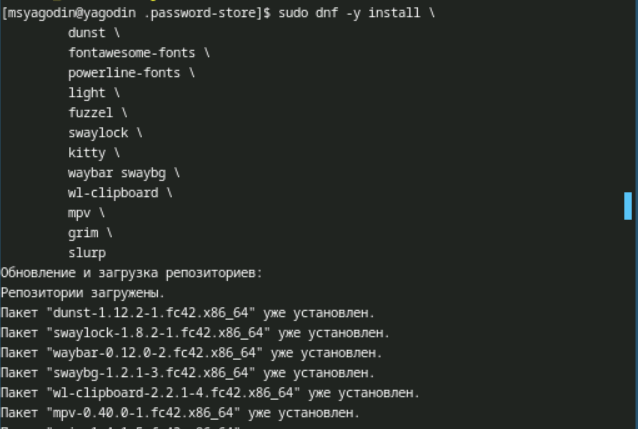 [msyagodin@yagodin .password-store]$ sudo dnf -y install \
dunst \
fontawesome-fonts \
powerline-fonts \
light \
fuzzel \
swaylock \
kitty \
waybar swaybg \
wl-clipboard \
mpv \
grim \
slurp
Обновление и загрузка репозиториев:
Репозитории загружены.
Пакет "dunst-1.12.2-1.fc42.x86_64" уже установлен.
Пакет "swaylock-1.8.2-1.fc42.x86_64" уже установлен.
Пакет "waybar-0.12.0-2.fc42.x86_64" уже установлен.
Пакет "swaybg-1.2.1-3.fc42.x86_64" уже установлен.
Пакет "wl-clipboard-2.2.1-4.fc42.x86_64" уже установлен.
Пакет "mpv-0.40.0-1.fc42.x86_64" уже установлен.